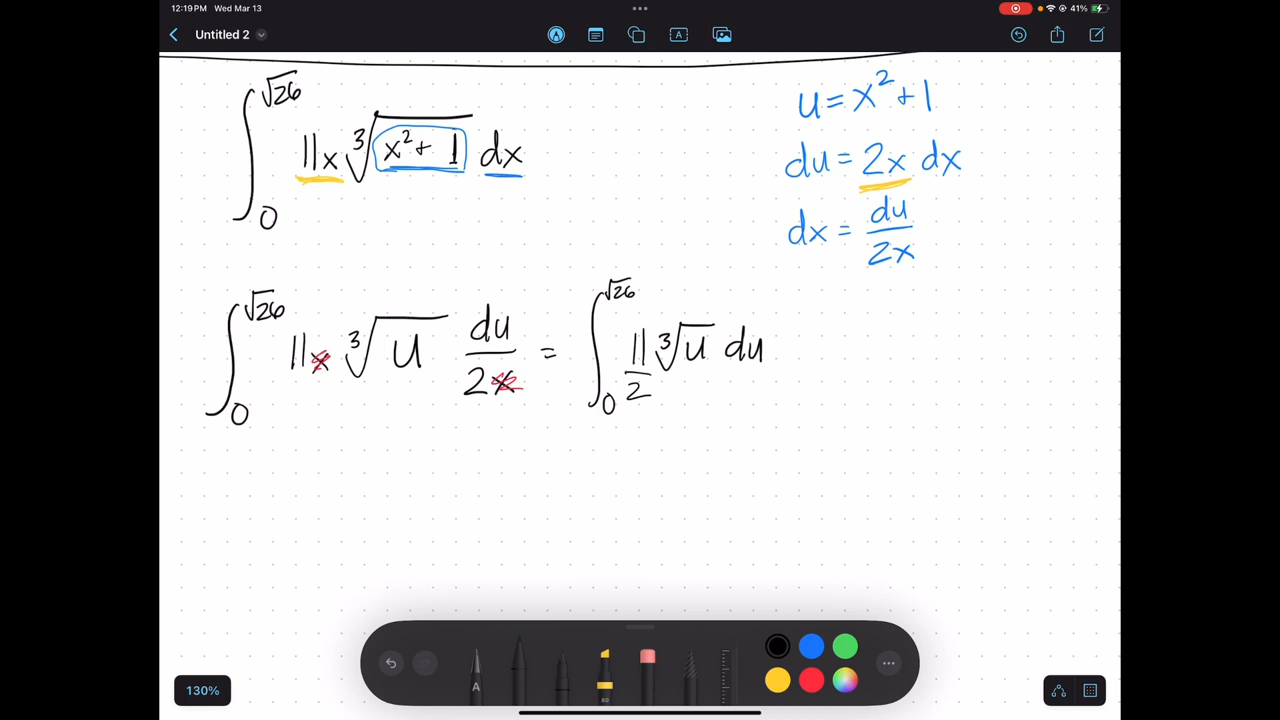 12:19 PM Wed Mar 13
41%
Untitled 2
∫₀^√26 11x ∛(x²+1) dx
u = x²+1
du = 2x dx
dx = du/2x
∫₀^√26 11x ∛u du/2x = ∫₀^√26 11/2 ∛u du
A
80
130%